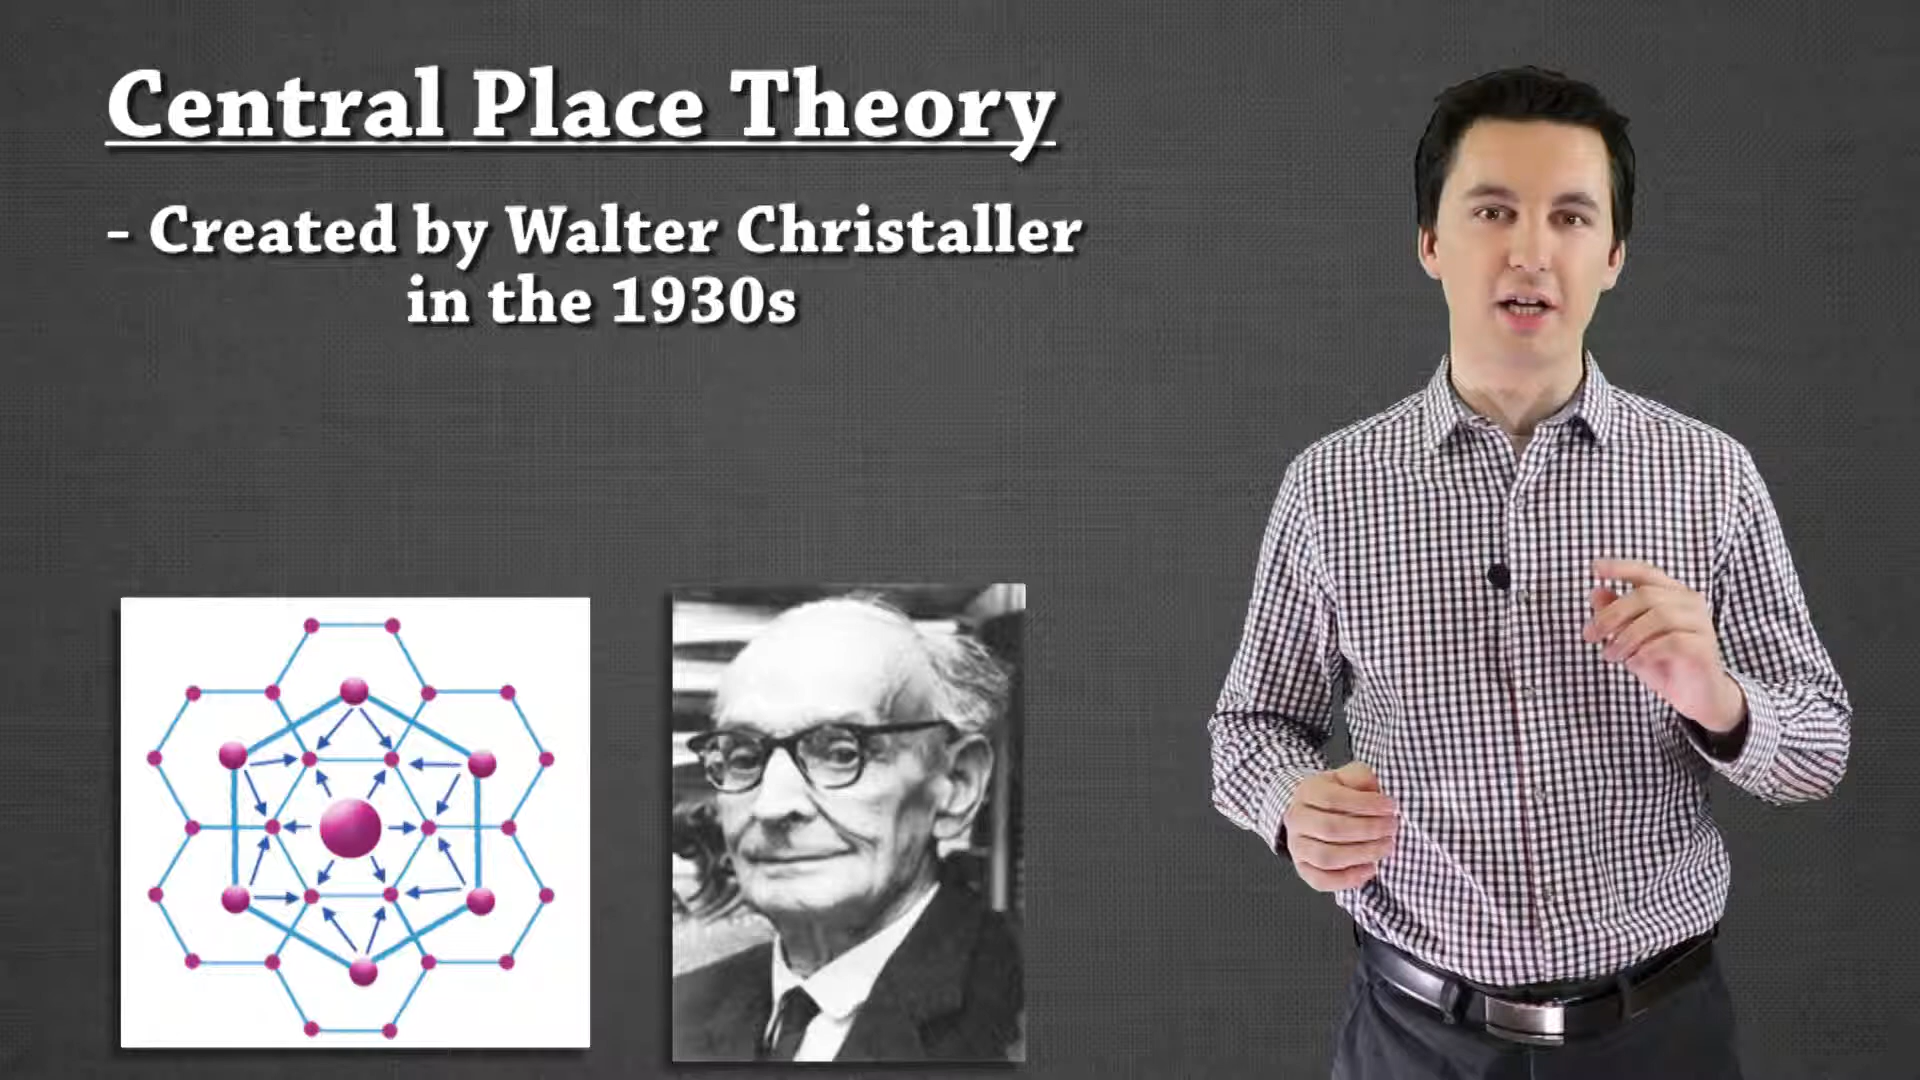 Central Place Theory
- Created by Walter Christaller
in the 1930s